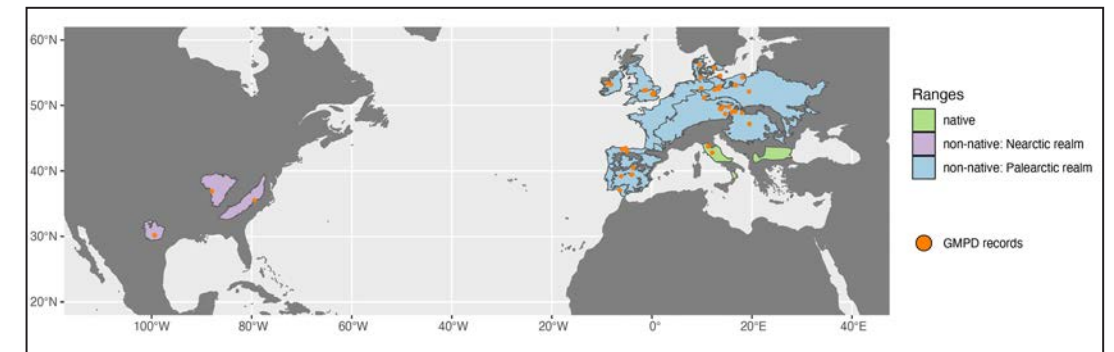 60°N
50°N
40°N
30°N
20°N
100°W
80°W
60°W
40°W
20°W
0°
20°E
40°E
Ranges
native
non-native: Nearctic realm
non-native: Palearctic realm
GMPD records